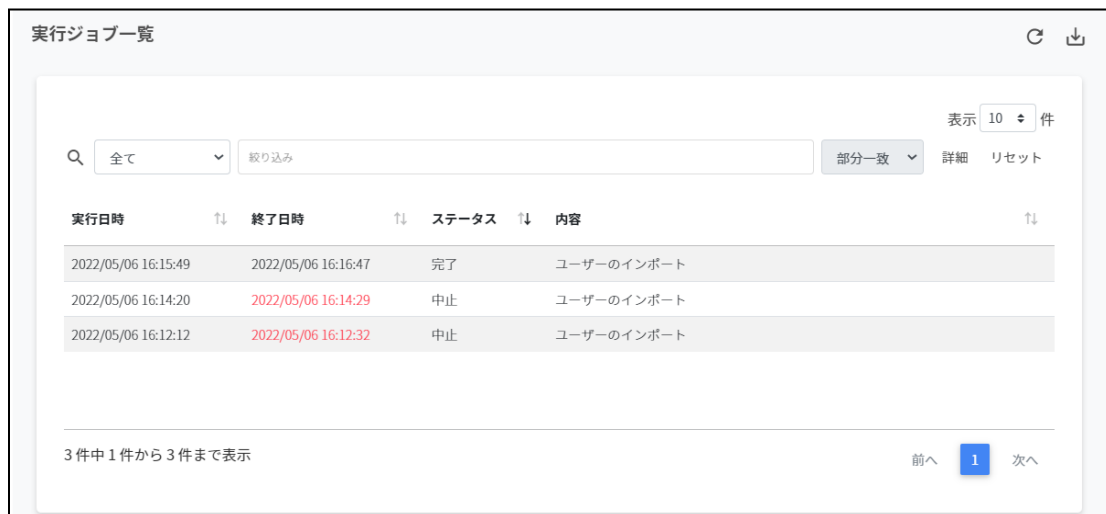 実行ジョブ一覧
表示 10 件
全て 絞り込み 部分一致 詳細 リセット
実行日時 終了日時 ステータス 内容
2022/05/06 16:15:49 2022/05/06 16:16:47 完了 ユーザーのインポート
2022/05/06 16:14:20 2022/05/06 16:14:29 中止 ユーザーのインポート
2022/05/06 16:12:12 2022/05/06 16:12:32 中止 ユーザーのインポート
3 件中 1 件から 3 件まで表示
前へ 1 次へ